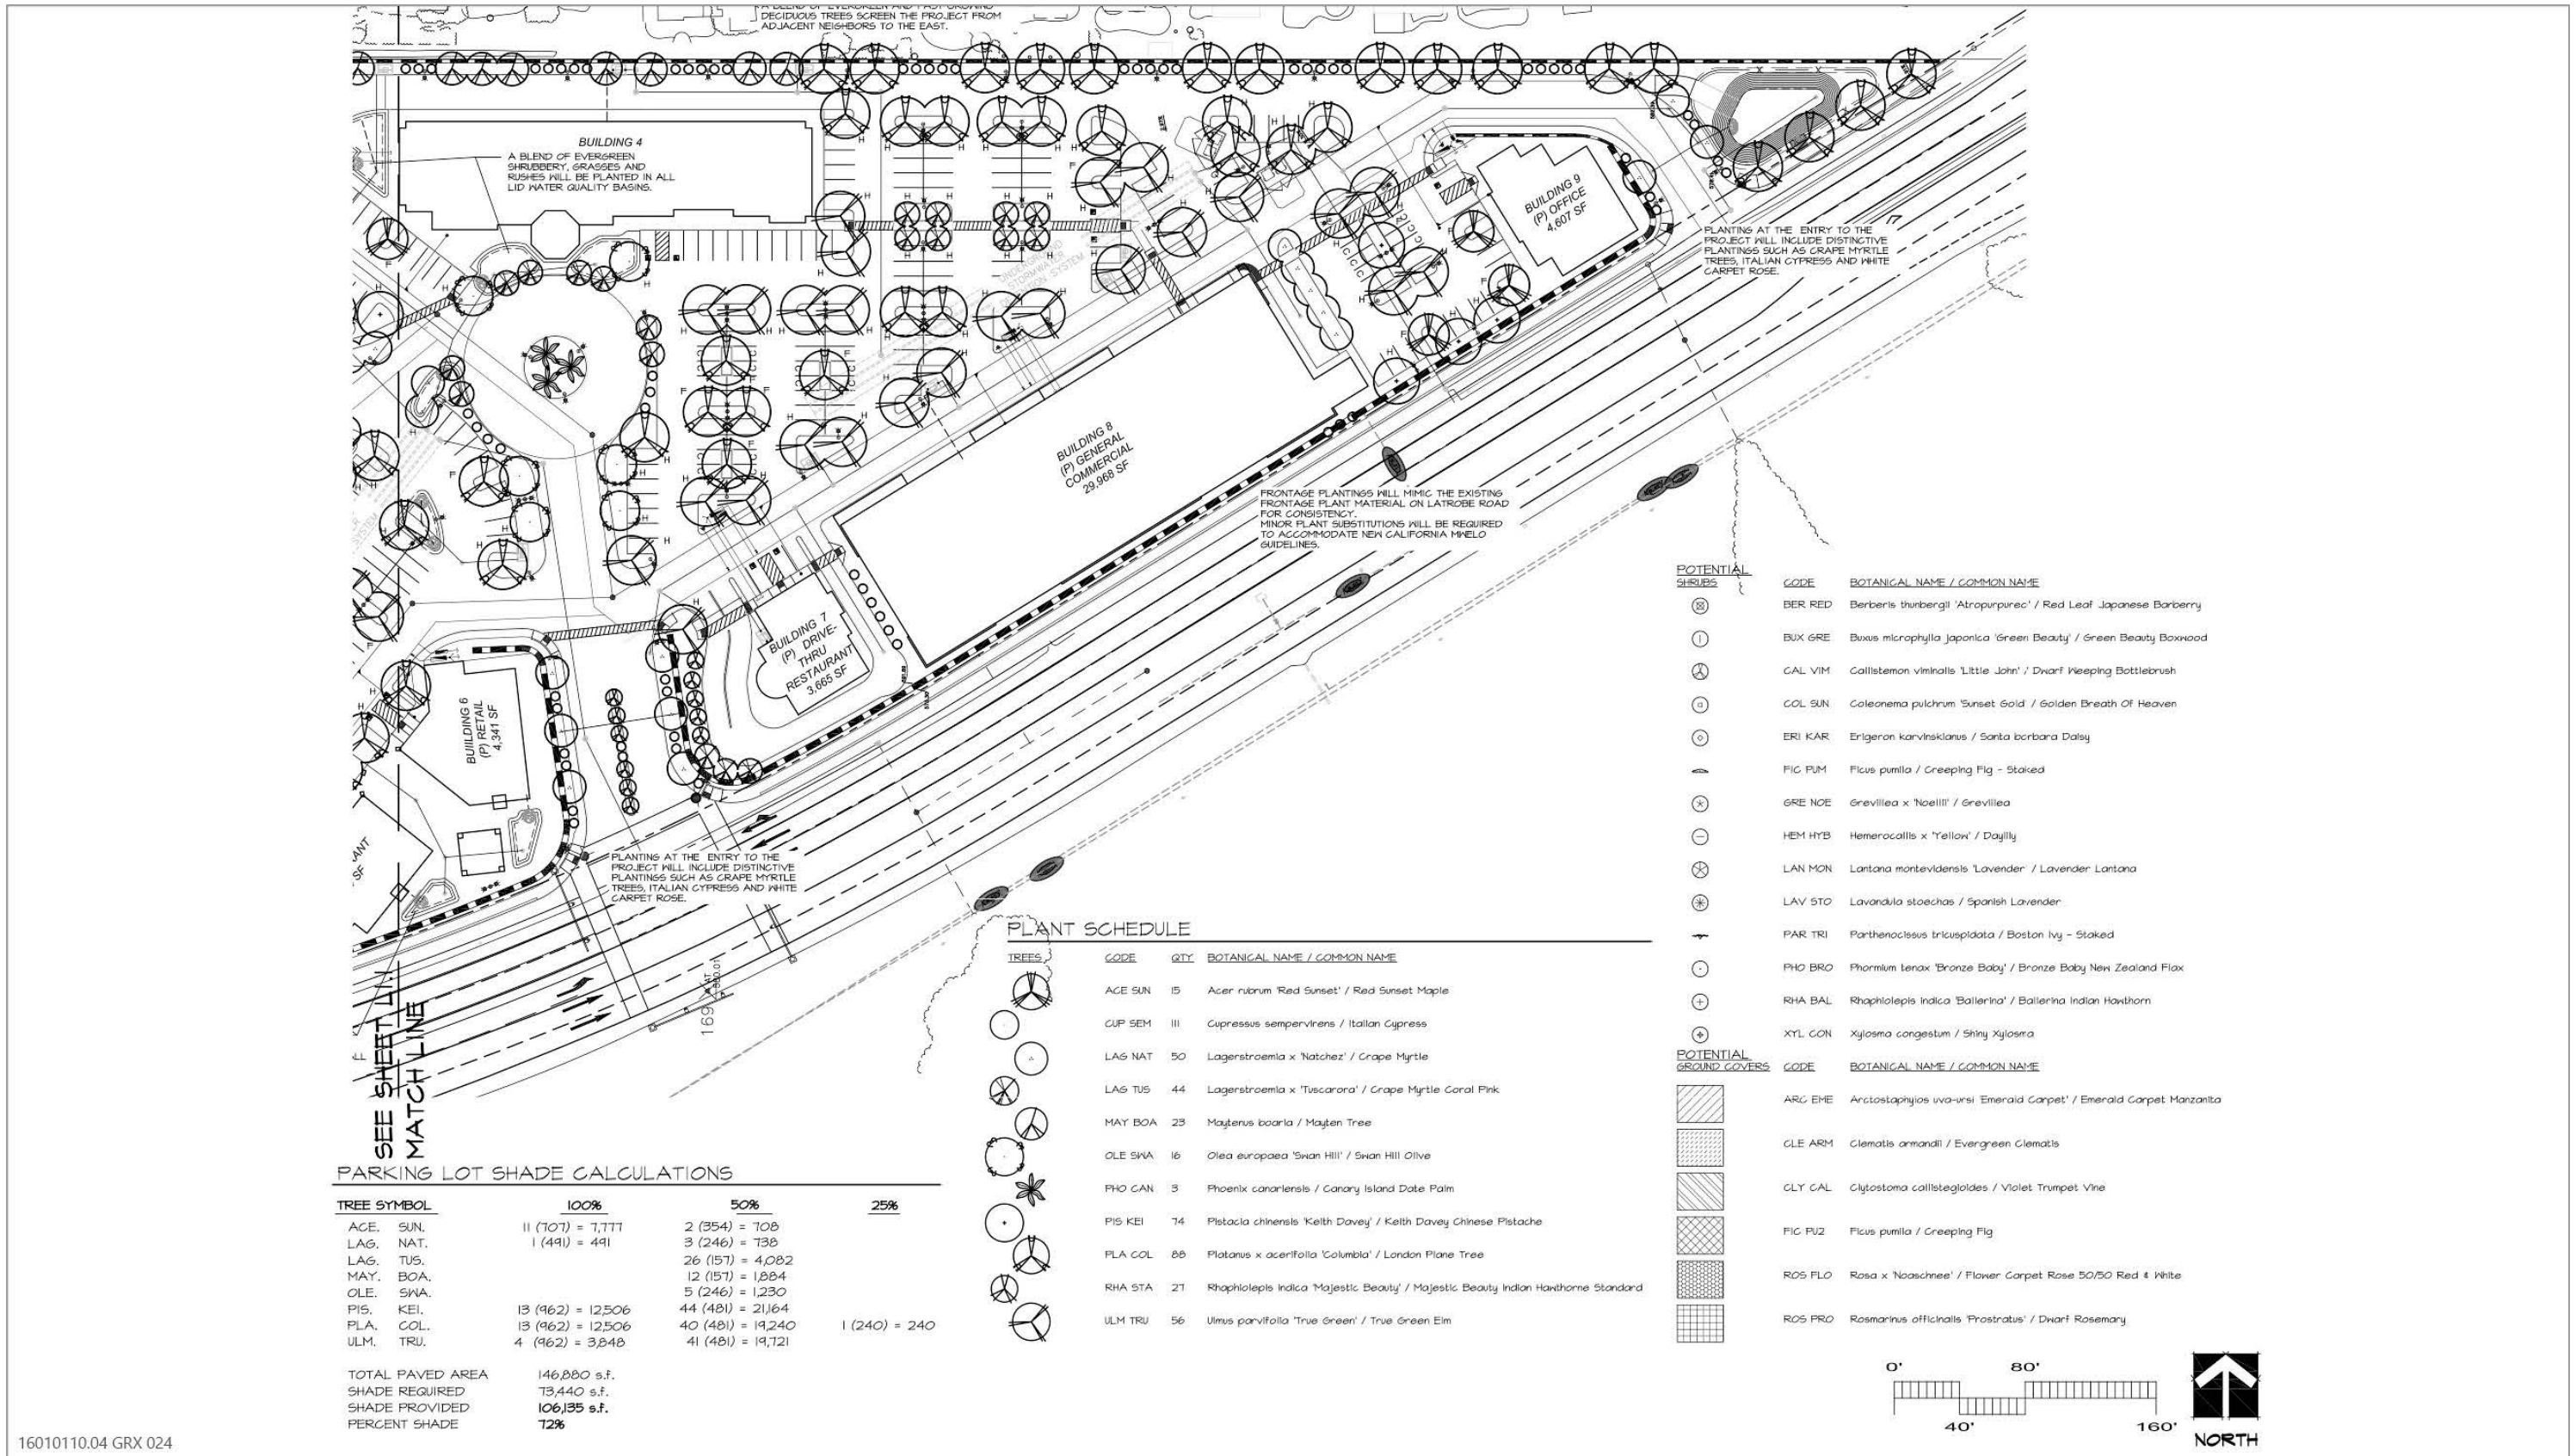 DECIDUOUS TREES SCREEN THE PROJECT FROM
ADJACENT NEIGHBORS TO THE EAST.
BUILDING 4
A BLEND OF EVERGREEN
SHRUBBERY, GRASSES AND
RUSHES WILL BE PLANTED IN ALL
LID WATER QUALITY BASINS.
BUILDING 9
(P) OFFICE
4,607 SF
PLANTING AT THE ENTRY TO THE
PROJECT WILL INCLUDE DISTINCTIVE
PLANTINGS SUCH AS CRAPE MYRTLE
TREES, ITALIAN CYPRESS AND WHITE
CARPET ROSE.
BUILDING 8
(P) GENERAL
COMMERCIAL
29,968 SF
FRONTAGE PLANTINGS WILL MIMIC THE EXISTING
FRONTAGE PLANT MATERIAL ON LATROBE ROAD
FOR CONSISTENCY.
MINOR PLANT SUBSTITUTIONS WILL BE REQUIRED
TO ACCOMMODATE NEW CALIFORNIA MWELO
GUIDELINES.
BUILDING 7
(P) DRIVE-
THRU
RESTAURANT
3,665 SF
BUIILDING 6
(P) RETAIL
4,341 SF
PLANTING AT THE ENTRY TO THE
PROJECT WILL INCLUDE DISTINCTIVE
PLANTINGS SUCH AS CRAPE MYRTLE
TREES, ITALIAN CYPRESS AND WHITE
CARPET ROSE.
SEE SHEET L1.1
MATCH LINE
PLANT SCHEDULE
TREES CODE QTY BOTANICAL NAME / COMMON NAME
ACE SUN 15 Acer rubrum 'Red Sunset' / Red Sunset Maple
CUP SEM 111 Cupressus sempervirens / Italian Cypress
LAG NAT 50 Lagerstroemia x 'Natchez' / Crape Myrtle
LAG TUS 44 Lagerstroemia x 'Tuscarora' / Crape Myrtle Coral Pink
MAY BOA 23 Maytenus boaria / Mayten Tree
OLE SWA 16 Olea europaea 'Swan Hill' / Swan Hill Olive
PHO CAN 3 Phoenix canariensis / Canary Island Date Palm
PIS KEI 74 Pistacia chinensis 'Keith Davey' / Keith Davey Chinese Pistache
PLA COL 88 Platanus x acerifolia 'Columbia' / London Plane Tree
RHA STA 27 Rhaphiolepis indica 'Majestic Beauty' / Majestic Beauty Indian Hawthorne Standard
ULM TRU 56 Ulmus parvifolia 'True Green' / True Green Elm
POTENTIAL
SHRUBS CODE BOTANICAL NAME / COMMON NAME
BER RED Berberis thunbergii 'Atropurpurec' / Red Leaf Japanese Barberry
BUX GRE Buxus microphylla japonica 'Green Beauty' / Green Beauty Boxwood
CAL VIM Callistemon viminalis 'Little John' / Dwarf Weeping Bottlebrush
COL SUN Coleonema pulchrum 'Sunset Gold' / Golden Breath Of Heaven
ERI KAR Erigeron karvinskianus / Santa barbara Daisy
FIC PUM Ficus pumila / Creeping Fig - Staked
GRE NOE Grevillea x 'Noellii' / Grevillea
HEM HYB Hemerocallis x 'Yellow' / Daylily
LAN MON Lantana montevidensis 'Lavender' / Lavender Lantana
LAV STO Lavandula stoechas / Spanish Lavender
PAR TRI Parthenocissus tricuspidata / Boston Ivy - Staked
PHO BRO Phormium tenax 'Bronze Baby' / Bronze Baby New Zealand Flax
RHA BAL Rhaphiolepis indica 'Ballerina' / Ballerina Indian Hawthorn
XYL CON Xylosma congestum / Shiny Xylosma
POTENTIAL
GROUND COVERS CODE BOTANICAL NAME / COMMON NAME
ARC EME Arctostaphylos uva-ursi 'Emerald Carpet' / Emerald Carpet Manzanita
CLE ARM Clematis armandii / Evergreen Clematis
CLY CAL Clytostoma callistegioides / Violet Trumpet Vine
FIC PU2 Ficus pumila / Creeping Fig
ROS FLO Rosa x 'Noaschnee' / Flower Carpet Rose 50/50 Red & White
ROS PRO Rosmarinus officinalis 'Prostratus' / Dwarf Rosemary
PARKING LOT SHADE CALCULATIONS
TREE SYMBOL 100% 50% 25%
ACE. SUN. 11 (707) = 7,777 2 (354) = 708
LAG. NAT. 1 (491) = 491 3 (246) = 738
LAG. TUS. 26 (157) = 4,082
MAY. BOA. 12 (157) = 1,884
OLE. SWA. 5 (246) = 1,230
PIS. KEI. 13 (962) = 12,506 44 (481) = 21,164
PLA. COL. 13 (962) = 12,506 40 (481) = 19,240 1 (240) = 240
ULM. TRU. 4 (962) = 3,848 41 (481) = 19,721
TOTAL PAVED AREA 146,880 s.f.
SHADE REQUIRED 73,440 s.f.
SHADE PROVIDED 106,135 s.f.
PERCENT SHADE 72%
0' 80'
40' 160'
NORTH
16010110.04 GRX 024